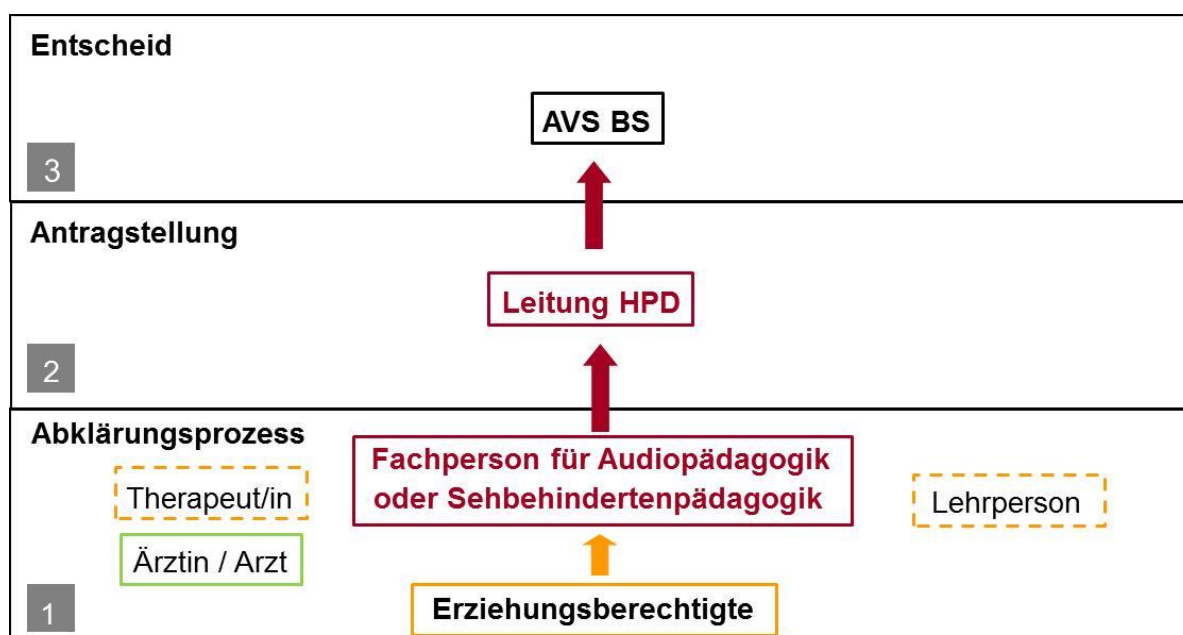 Entscheid
AVS BS
3
Antragstellung
Leitung HPD
2
Abklärungsprozess
Fachperson für Audiopädagogik
oder Sehbehindertenpädagogik
Therapeut/in
Lehrperson
Ärztin / Arzt
Erziehungsberechtigte
1